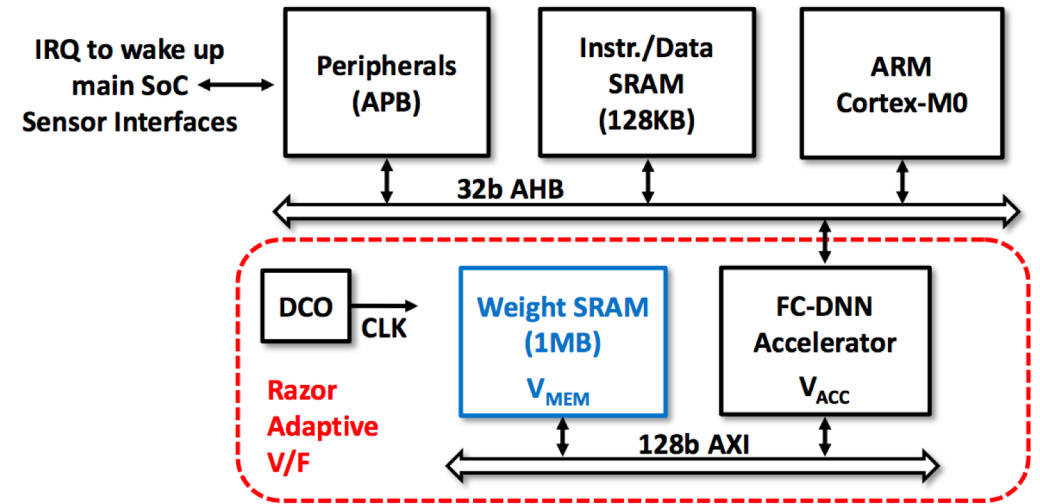 IRQ to wake up
main SoC
Sensor Interfaces
Peripherals
(APB)
Instr./Data
SRAM
(128KB)
ARM
Cortex-M0
32b AHB
DCO
CLK
Razor
Adaptive
V/F
Weight SRAM
(1MB)
VMEM
FC-DNN
Accelerator
VACC
128b AXI